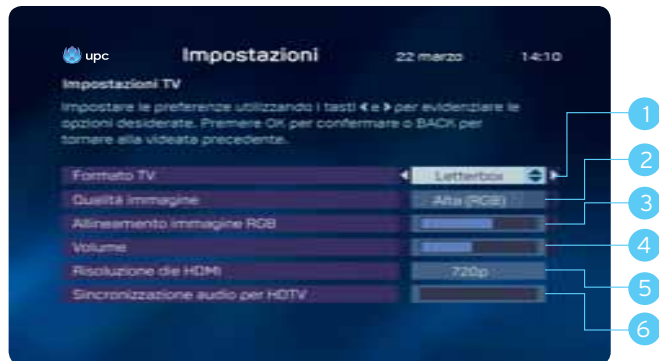 upc Impostazioni 22 marzo 14:10
Impostazioni TV
Impostare le preferenze utilizzando i tasti e per evidenziare le
opzioni desiderate. Premere OK per confermare o BACK per
tornare alla videata precedente.
Formato TV Letterbox 1
Qualità immagine Alta (RGB) 2
Allineamento immagine RGB 3
Volume 4
Risoluzione die HDMI 720p 5
Sincronizzazione audio per HDTV 6